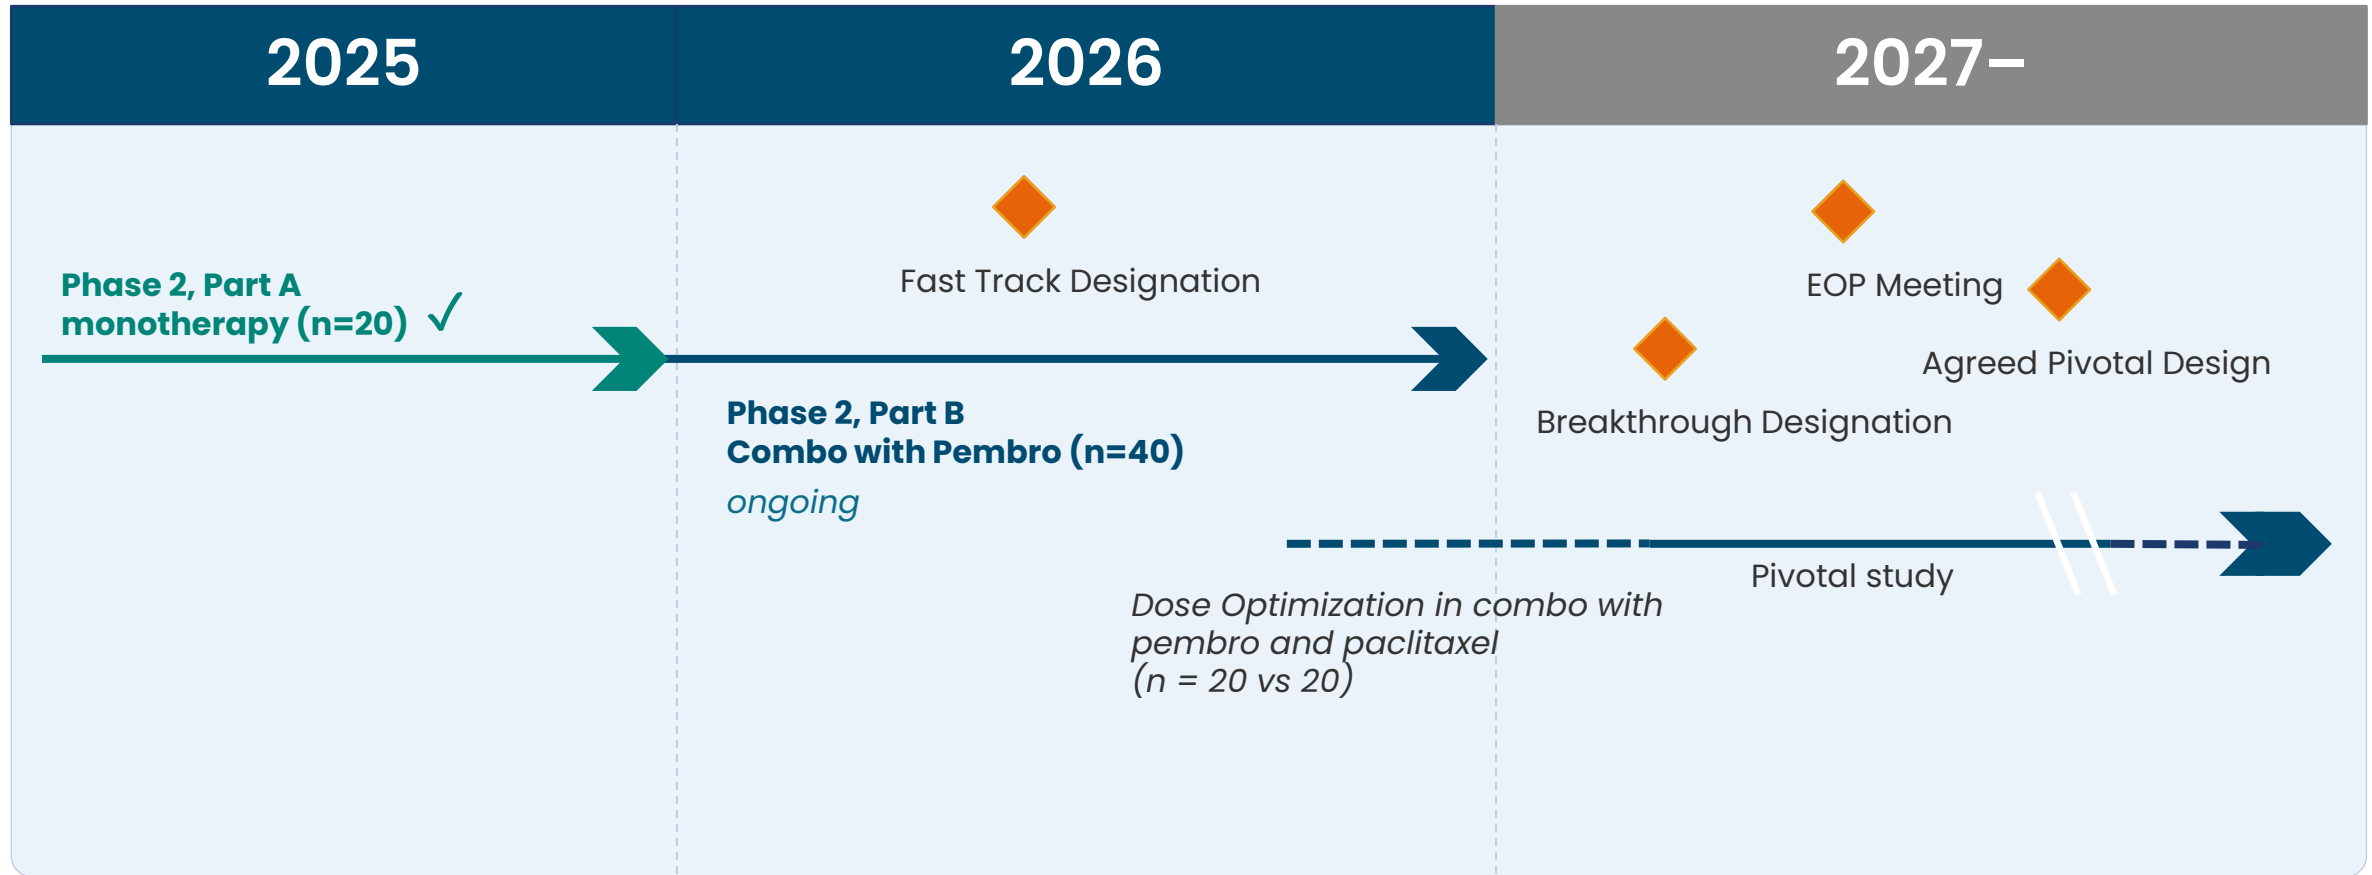 2025
2026
2027–
Phase 2, Part A
monotherapy (n=20) ✓
Fast Track Designation
Phase 2, Part B
Combo with Pembro (n=40)
ongoing
EOP Meeting
Agreed Pivotal Design
Breakthrough Designation
Pivotal study
Dose Optimization in combo with
pembro and paclitaxel
(n = 20 vs 20)